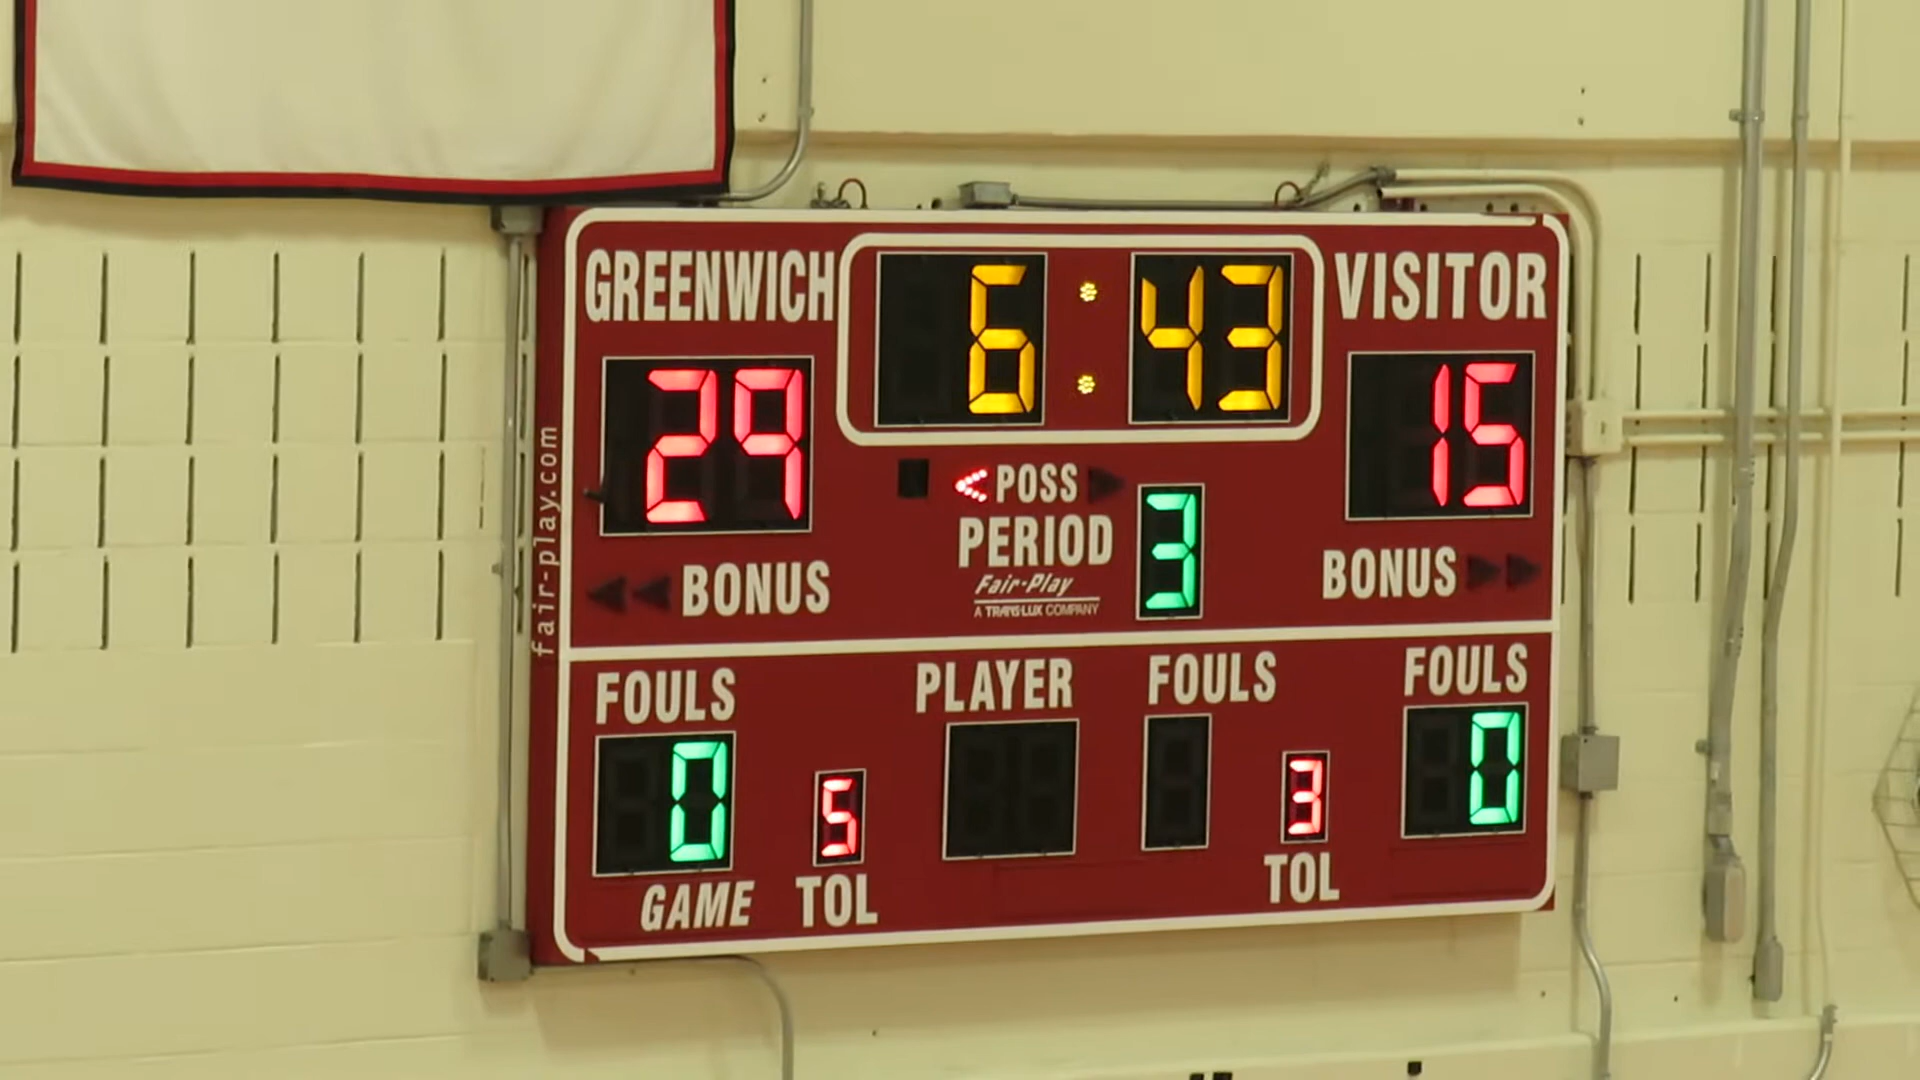 GREENWICH
6:43
VISITOR
29
15
< POSS
PERIOD 3
Fair-Play
A TRANS-LUX COMPANY
BONUS
BONUS
fair-play.com
FOULS
PLAYER
FOULS
FOULS
0
5
3
0
GAME
TOL
TOL